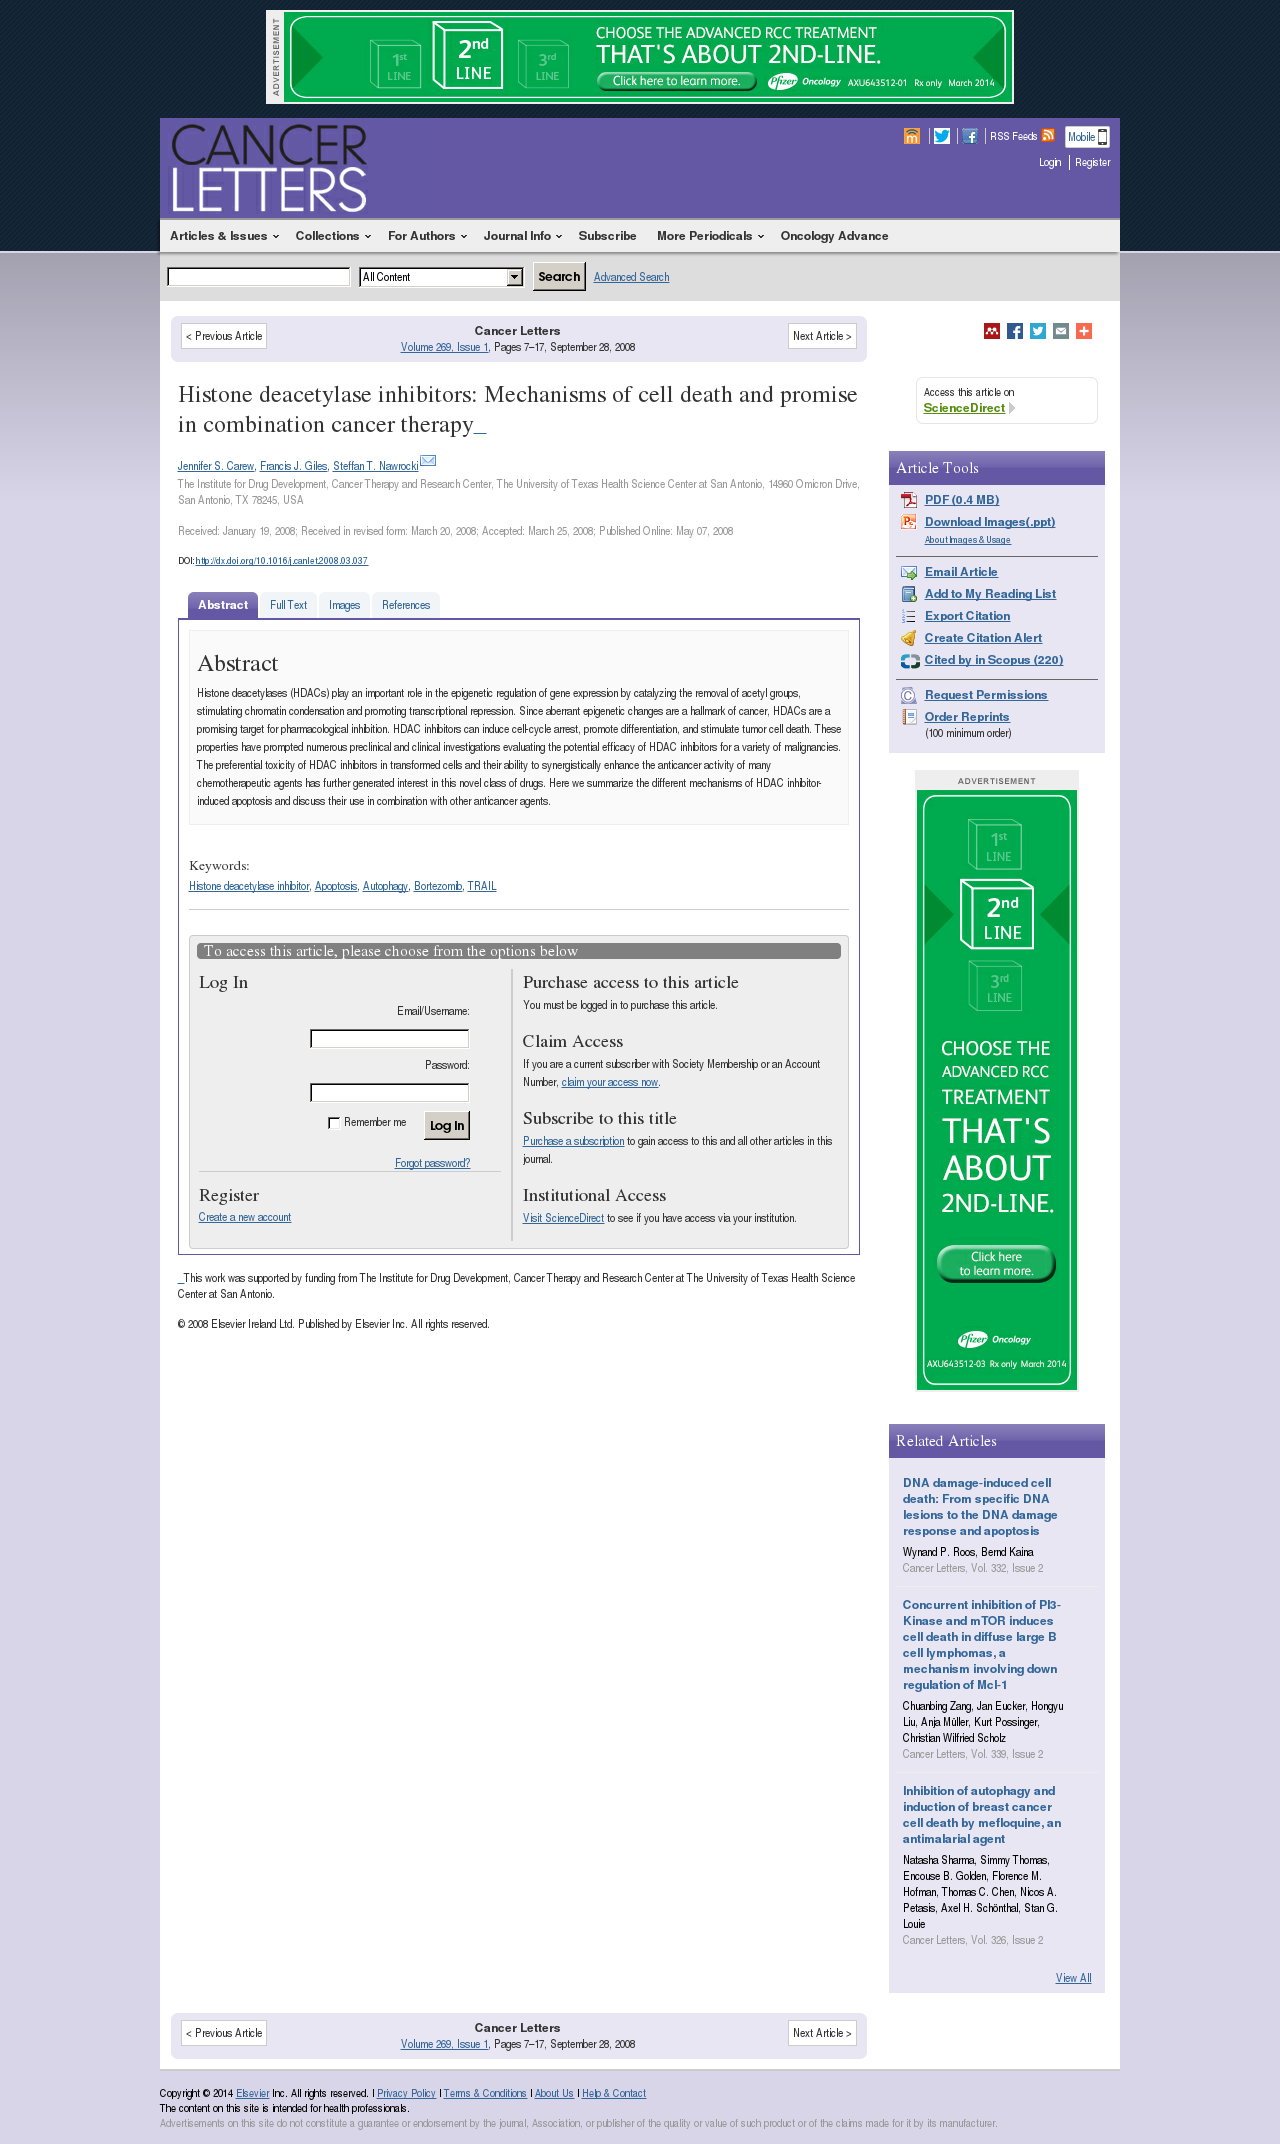 ADVERTISEMENT
1st LINE
2nd LINE
3rd LINE
CHOOSE THE ADVANCED RCC TREATMENT
THAT'S ABOUT 2ND-LINE.
Click here to learn more.
Pfizer Oncology AXU643512-01 Rx only March 2014
CANCER
LETTERS
RSS Feeds
Mobile
Login
Register
Articles & Issues
Collections
For Authors
Journal Info
Subscribe
More Periodicals
Oncology Advance
All Content
Search
Advanced Search
< Previous Article
Cancer Letters
Volume 269, Issue 1, Pages 7–17, September 28, 2008
Next Article >
Histone deacetylase inhibitors: Mechanisms of cell death and promise
in combination cancer therapy_
Jennifer S. Carew, Francis J. Giles, Steffan T. Nawrocki
The Institute for Drug Development, Cancer Therapy and Research Center, The University of Texas Health Science Center at San Antonio, 14960 Omicron Drive,
San Antonio, TX 78245, USA
Received: January 19, 2008; Received in revised form: March 20, 2008; Accepted: March 25, 2008; Published Online: May 07, 2008
DOI: http://dx.doi.org/10.1016/j.canlet.2008.03.037
Abstract
Full Text
Images
References
Abstract
Histone deacetylases (HDACs) play an important role in the epigenetic regulation of gene expression by catalyzing the removal of acetyl groups,
stimulating chromatin condensation and promoting transcriptional repression. Since aberrant epigenetic changes are a hallmark of cancer, HDACs are a
promising target for pharmacological inhibition. HDAC inhibitors can induce cell-cycle arrest, promote differentiation, and stimulate tumor cell death. These
properties have prompted numerous preclinical and clinical investigations evaluating the potential efficacy of HDAC inhibitors for a variety of malignancies.
The preferential toxicity of HDAC inhibitors in transformed cells and their ability to synergistically enhance the anticancer activity of many
chemotherapeutic agents has further generated interest in this novel class of drugs. Here we summarize the different mechanisms of HDAC inhibitor-
induced apoptosis and discuss their use in combination with other anticancer agents.
Keywords:
Histone deacetylase inhibitor, Apoptosis, Autophagy, Bortezomib, TRAIL
To access this article, please choose from the options below
Log In
Email/Username:
Password:
Remember me
Log In
Forgot password?
Register
Create a new account
Purchase access to this article
You must be logged in to purchase this article.
Claim Access
If you are a current subscriber with Society Membership or an Account
Number, claim your access now.
Subscribe to this title
Purchase a subscription to gain access to this and all other articles in this
journal.
Institutional Access
Visit ScienceDirect to see if you have access via your institution.
_This work was supported by funding from The Institute for Drug Development, Cancer Therapy and Research Center at The University of Texas Health Science
Center at San Antonio.
© 2008 Elsevier Ireland Ltd. Published by Elsevier Inc. All rights reserved.
Access this article on
ScienceDirect
Article Tools
PDF (0.4 MB)
Download Images(.ppt)
About Images & Usage
Email Article
Add to My Reading List
Export Citation
Create Citation Alert
Cited by in Scopus (220)
Request Permissions
Order Reprints
(100 minimum order)
ADVERTISEMENT
1st
LINE
2nd
LINE
3rd
LINE
CHOOSE THE
ADVANCED RCC
TREATMENT
THAT'S
ABOUT
2ND-LINE.
Click here
to learn more.
Pfizer Oncology
AXU643512-03 Rx only March 2014
Related Articles
DNA damage-induced cell
death: From specific DNA
lesions to the DNA damage
response and apoptosis
Wynand P. Roos, Bernd Kaina
Cancer Letters, Vol. 332, Issue 2
Concurrent inhibition of PI3-
Kinase and mTOR induces
cell death in diffuse large B
cell lymphomas, a
mechanism involving down
regulation of Mcl-1
Chuanbing Zang, Jan Eucker, Hongyu
Liu, Anja Müller, Kurt Possinger,
Christian Wilfried Scholz
Cancer Letters, Vol. 339, Issue 2
Inhibition of autophagy and
induction of breast cancer
cell death by mefloquine, an
antimalarial agent
Natasha Sharma, Simmy Thomas,
Encouse B. Golden, Florence M.
Hofman, Thomas C. Chen, Nicos A.
Petasis, Axel H. Schönthal, Stan G.
Louie
Cancer Letters, Vol. 326, Issue 2
View All
< Previous Article
Cancer Letters
Volume 269, Issue 1, Pages 7–17, September 28, 2008
Next Article >
Copyright © 2014 Elsevier Inc. All rights reserved. | Privacy Policy | Terms & Conditions | About Us | Help & Contact
The content on this site is intended for health professionals.
Advertisements on this site do not constitute a guarantee or endorsement by the journal, Association, or publisher of the quality or value of such product or of the claims made for it by its manufacturer.